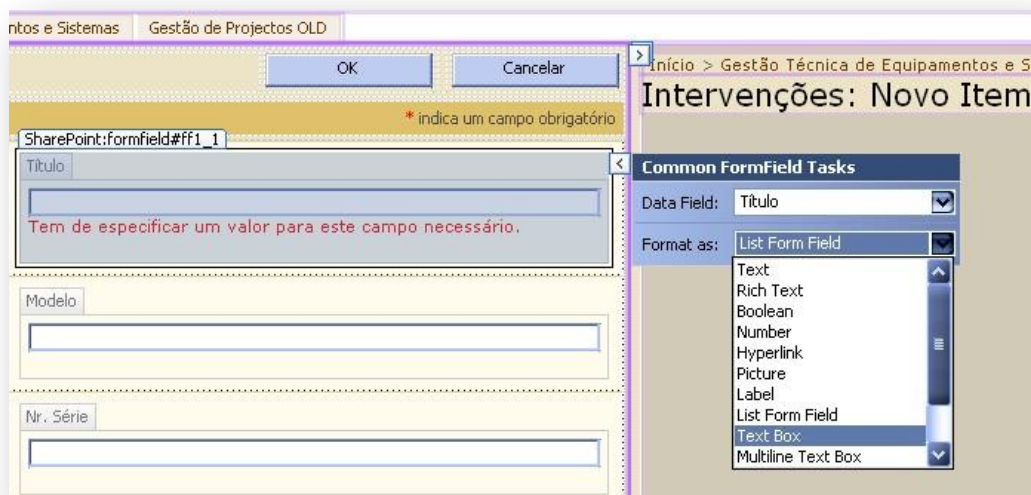 ntos e Sistemas
Gestão de Projectos OLD
OK
Cancelar
* indica um campo obrigatório
SharePoint:formfield#ff1_1
Título
Tem de especificar um valor para este campo necessário.
Modelo
Nr. Série
Início > Gestão Técnica de Equipamentos e S
Intervenções: Novo Item
Common FormField Tasks
Data Field: Título
Format as: List Form Field
Text
Rich Text
Boolean
Number
Hyperlink
Picture
Label
List Form Field
Text Box
Multiline Text Box